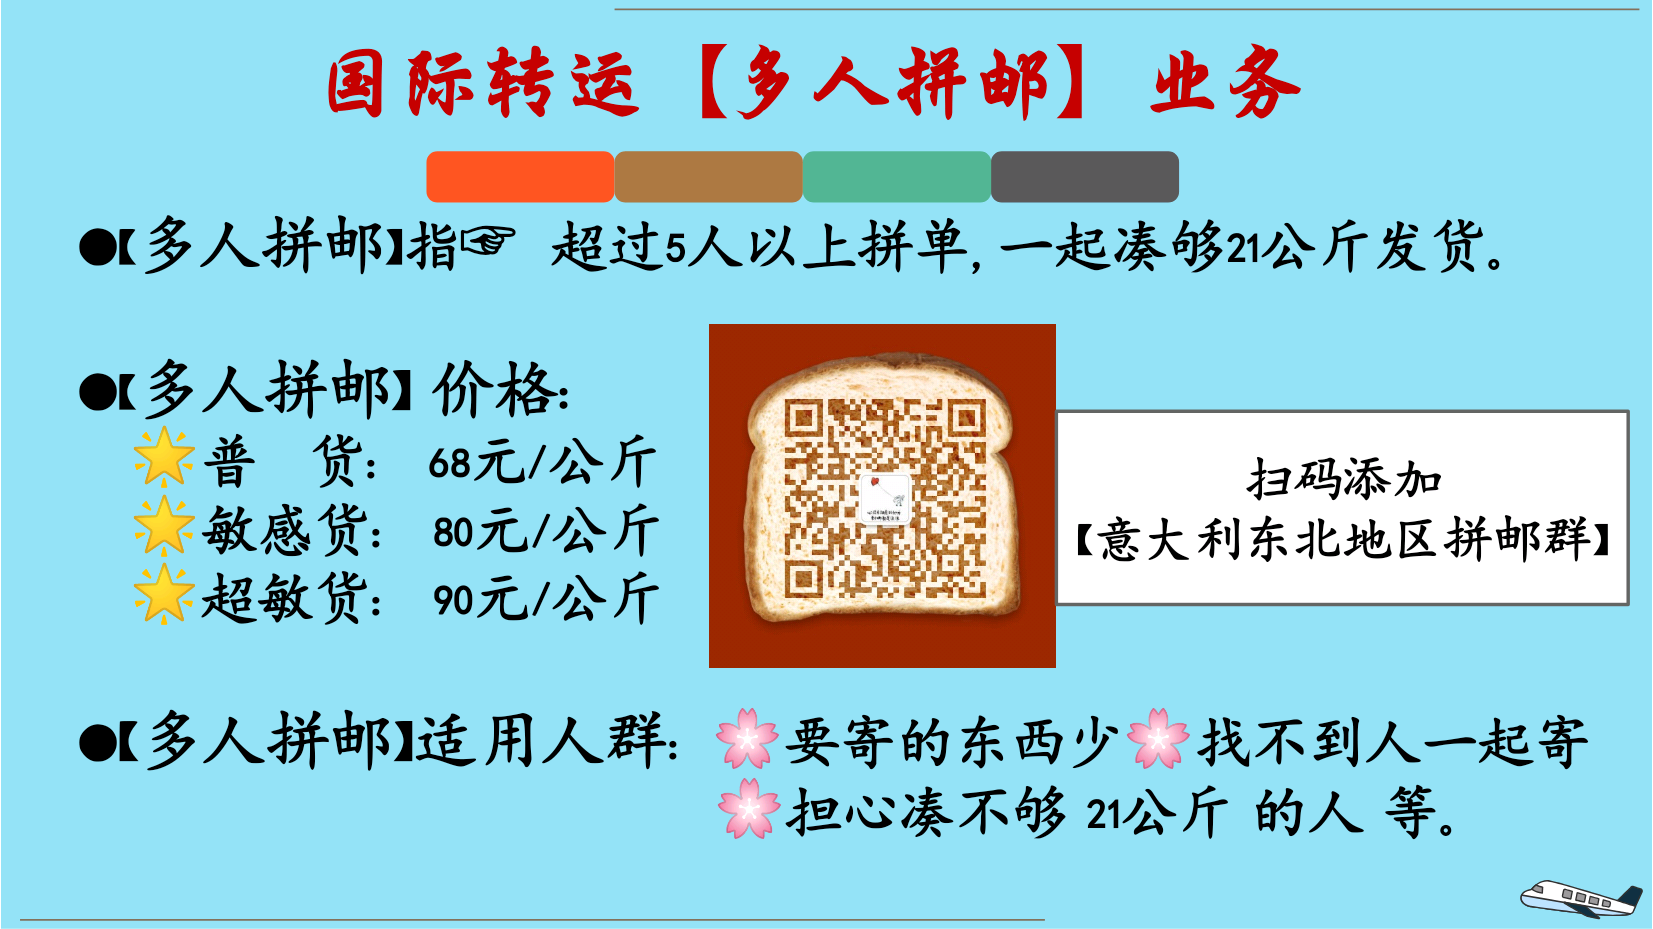 国际转运【多人拼邮】业务
●【多人拼邮】指☞ 超过5人以上拼单,一起凑够21公斤发货。
●【多人拼邮】价格:
🌟普 货: 68元/公斤
🌟敏感货: 80元/公斤
🌟超敏货: 90元/公斤
扫码添加
【意大利东北地区拼邮群】
●【多人拼邮】适用人群: 🌸要寄的东西少🌸找不到人一起寄
🌸担心凑不够 21公斤 的人 等。